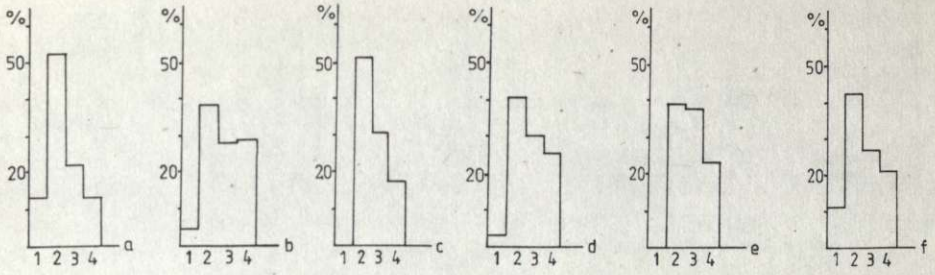 % 50 20 1 2 3 4 a
% 50 20 1 2 3 4 b
% 50 20 1 2 3 4 c
% 50 20 1 2 3 4 d
% 50 20 1 2 3 4 e
% 50 20 1 2 3 4 f